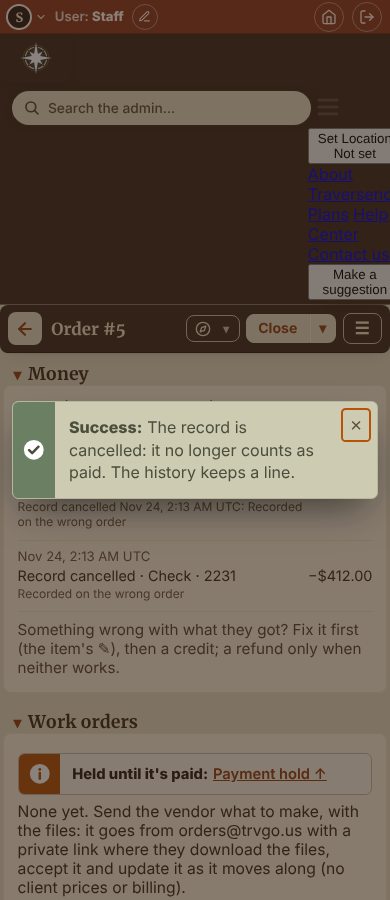 S User: Staff
Search the admin...
Set Location
Not set
About
Plans Help
Center
Contact us
Make a
suggestion
Order #5
Close
Money
Success: The record is
cancelled: it no longer counts as
paid. The history keeps a line.
Record cancelled Nov 24, 2:13 AM UTC: Recorded
on the wrong order
Nov 24, 2:13 AM UTC
Record cancelled · Check · 2231 −$412.00
Recorded on the wrong order
Something wrong with what they got? Fix it first
(the item's ✎), then a credit; a refund only when
neither works.
Work orders
Held until it's paid: Payment hold ↑
None yet. Send the vendor what to make, with
the files: it goes from orders@trvgo.us with a
private link where they download the files,
accept it and update it as it moves along (no
client prices or billing).